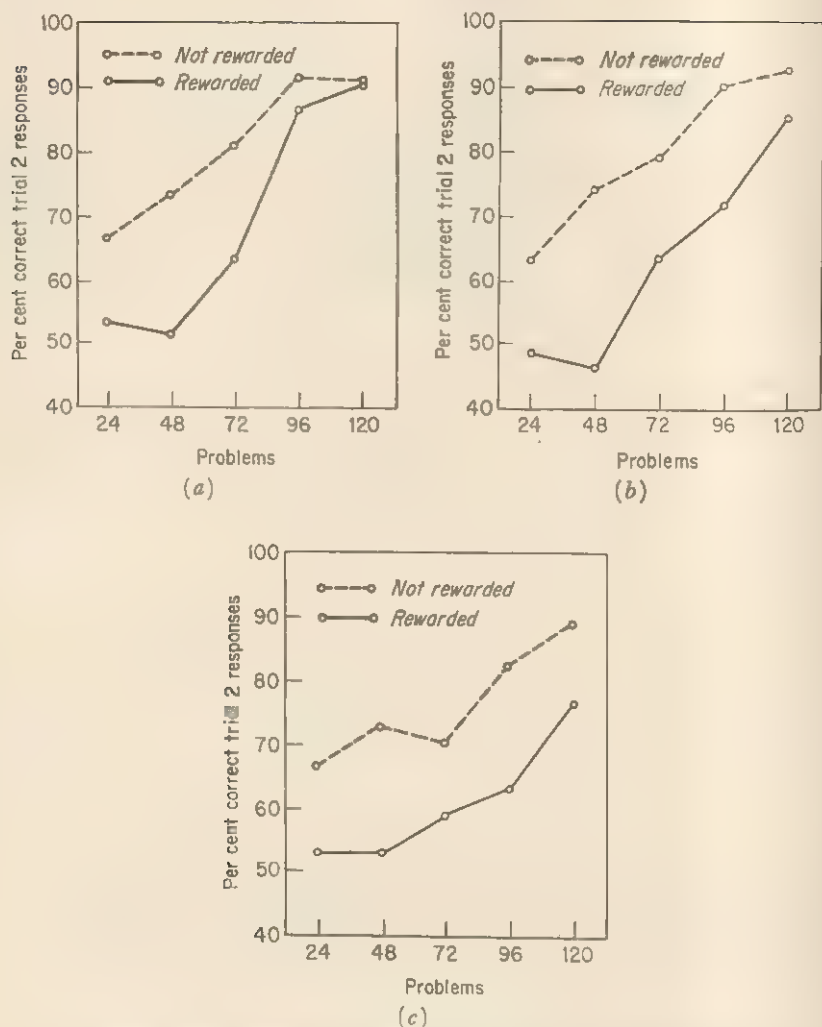 100
90
80
70
60
50
40
Per cent correct trial 2 responses
Not rewarded
Rewarded
24 48 72 96 120
Problems
(a)
100
90
80
70
60
50
40
Per cent correct trial 2 responses
Not rewarded
Rewarded
24 48 72 96 120
Problems
(b)
100
90
80
70
60
50
40
Per cent correct trial 2 responses
Not rewarded
Rewarded
24 48 72 96 120
Problems
(c)